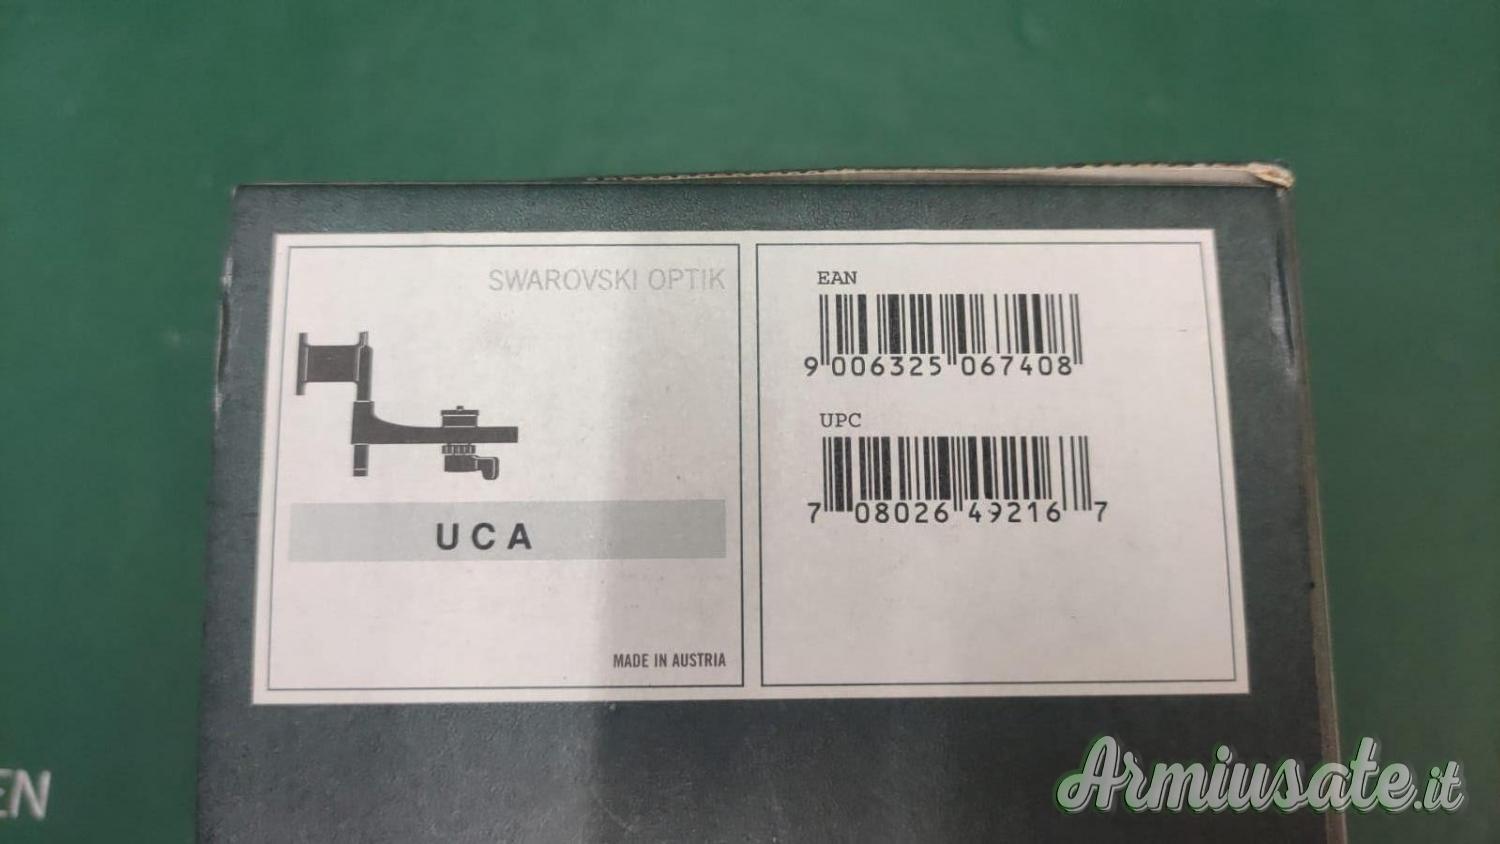 SWAROVSKI OPTIK
UCA
MADE IN AUSTRIA
EAN
9 006325 067408
UPC
7 08026 49216 7
EN
Armiusate.it